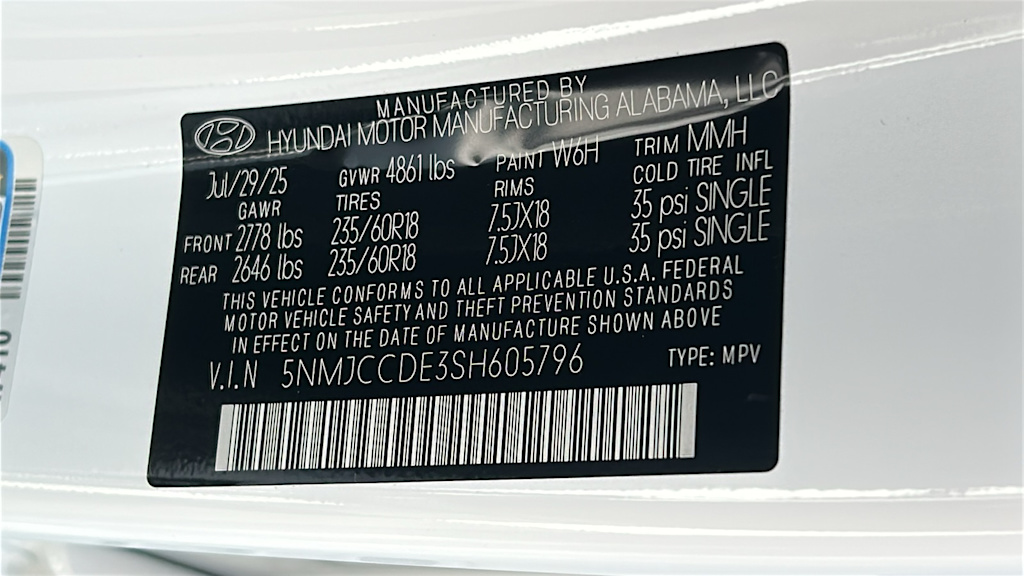 MANUFACTURED BY
HYUNDAI MOTOR MANUFACTURING ALABAMA, LLC
Jul/29/25 GVWR 4861 lbs PAINT W6H TRIM MMH
GAWR TIRES RIMS COLD TIRE INFL
FRONT 2778 lbs 235/60R18 7.5JX18 35 psi SINGLE
REAR 2646 lbs 235/60R18 7.5JX18 35 psi SINGLE
THIS VEHICLE CONFORMS TO ALL APPLICABLE U.S.A. FEDERAL
MOTOR VEHICLE SAFETY AND THEFT PREVENTION STANDARDS
IN EFFECT ON THE DATE OF MANUFACTURE SHOWN ABOVE
V.I.N 5NMJCCDE3SH605796 TYPE: MPV